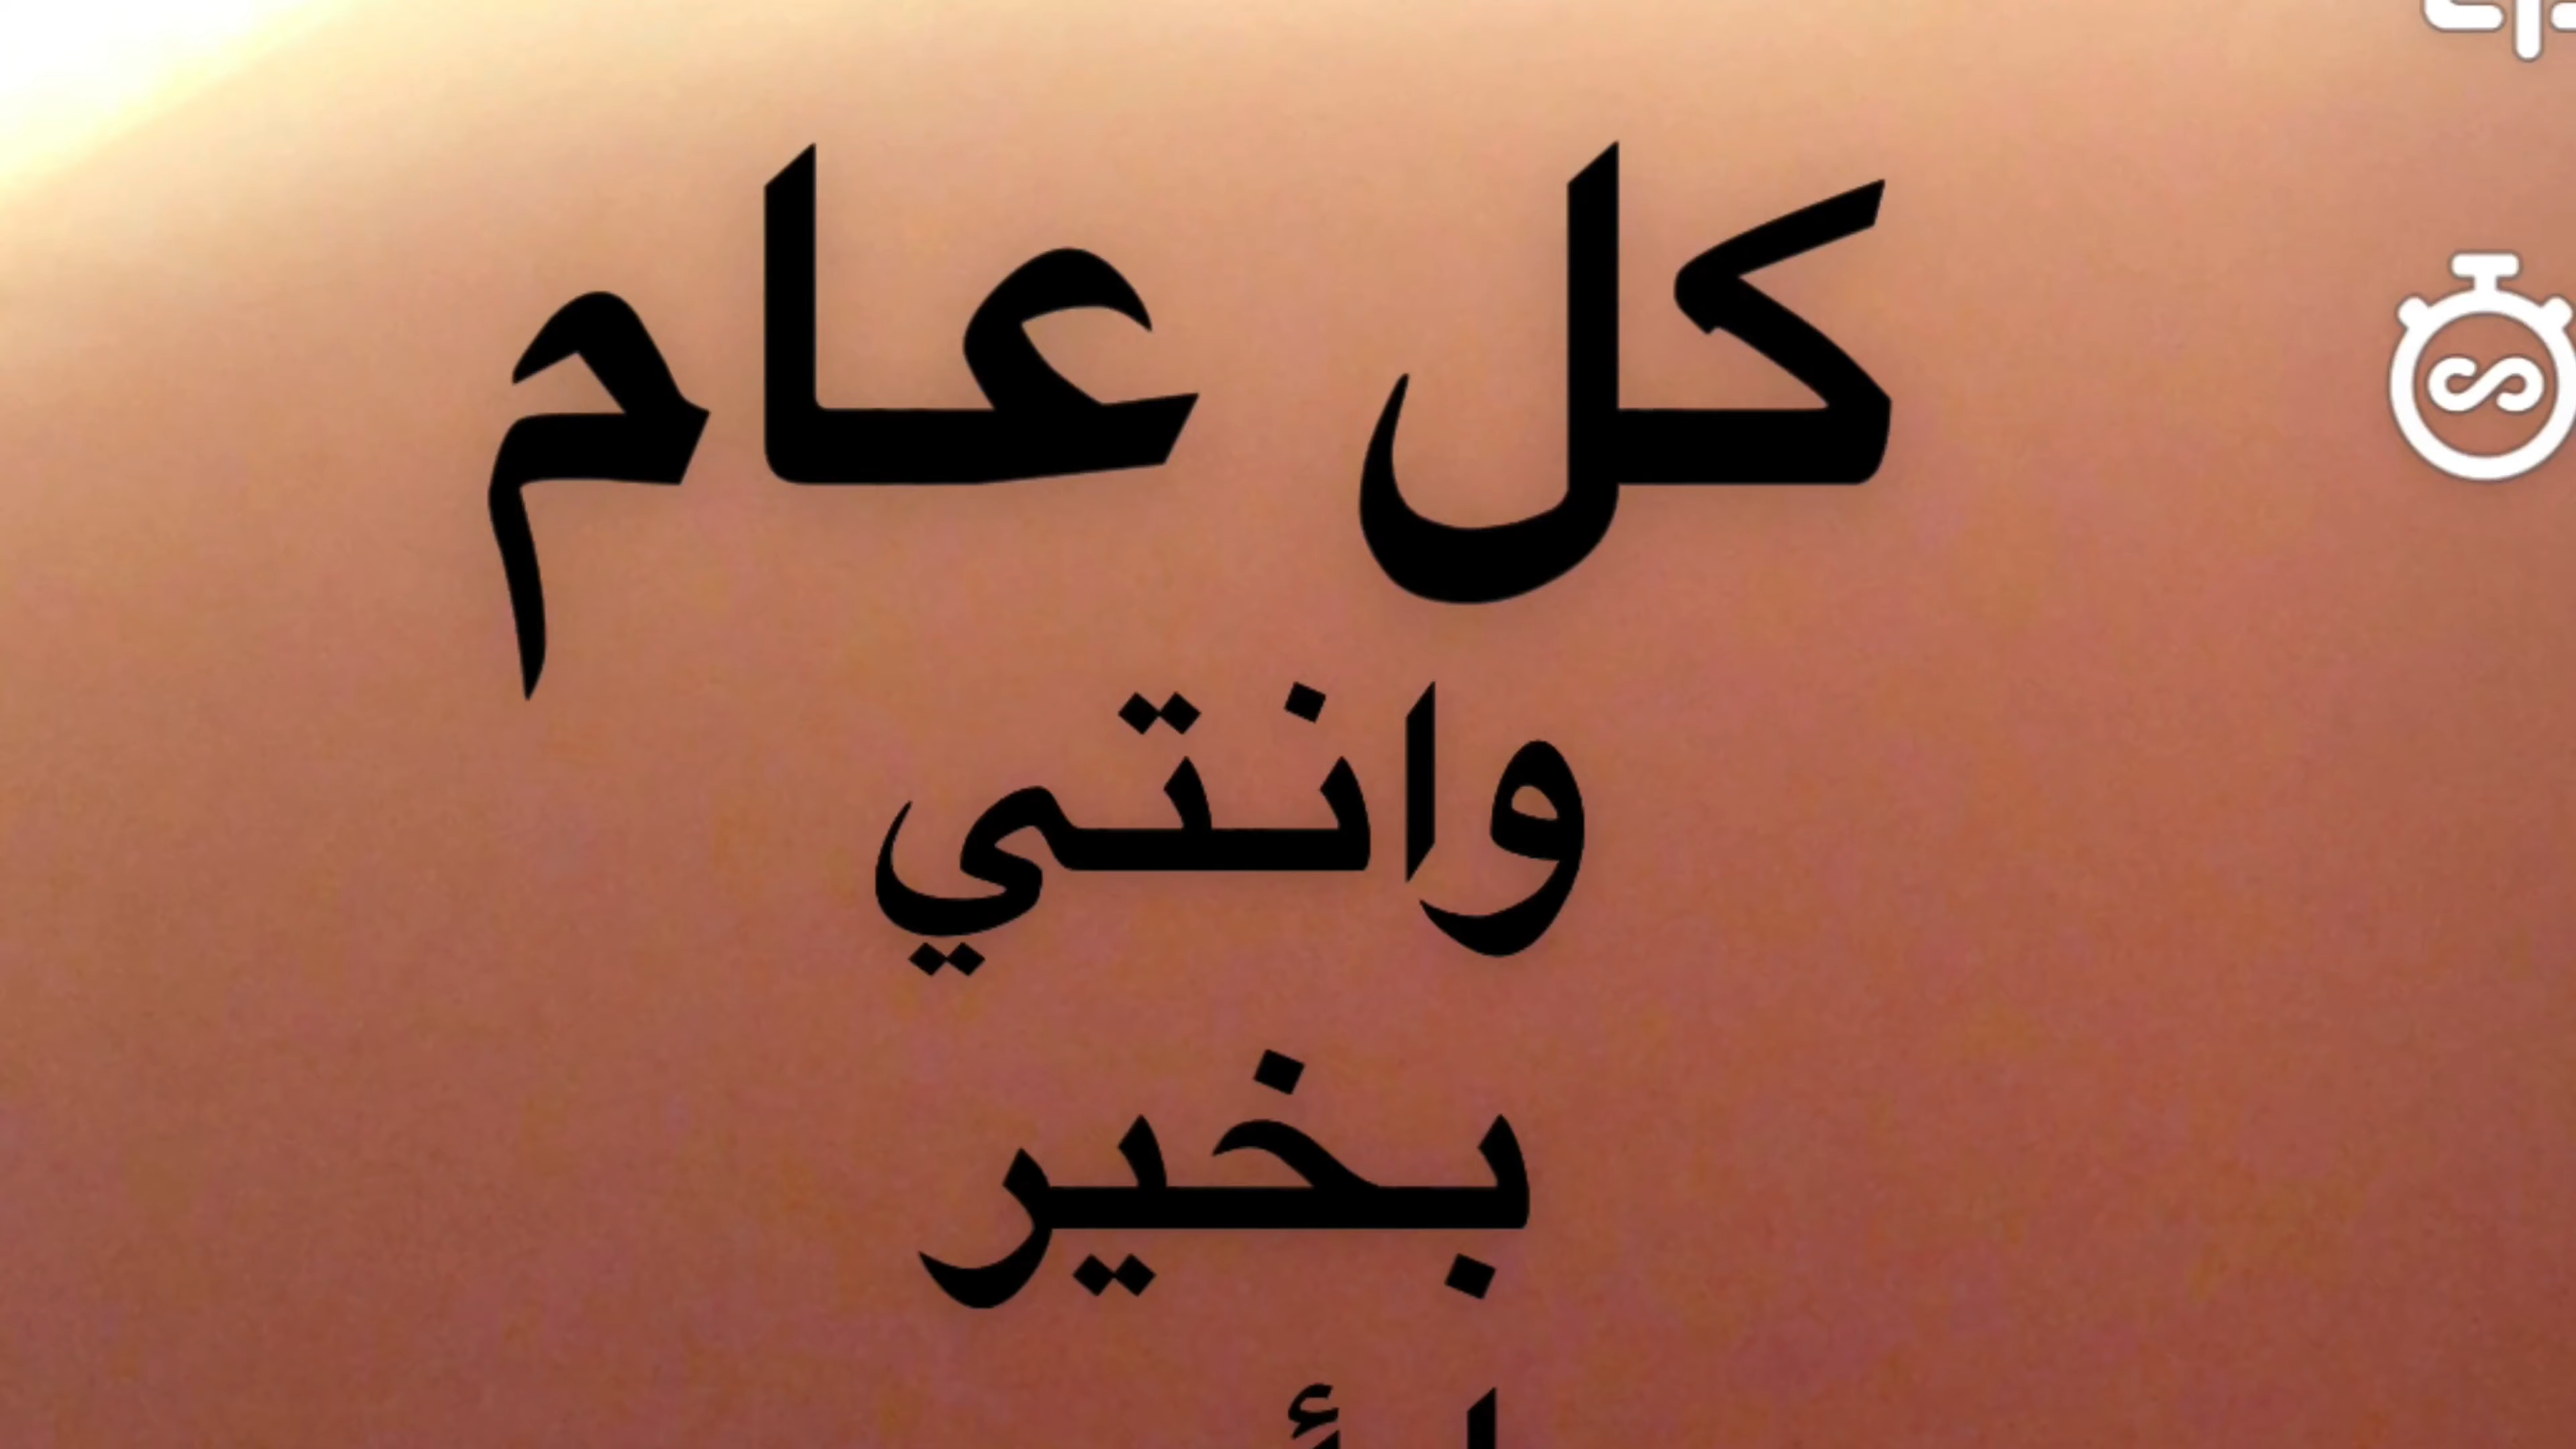 كل عام
وانتي
بخير